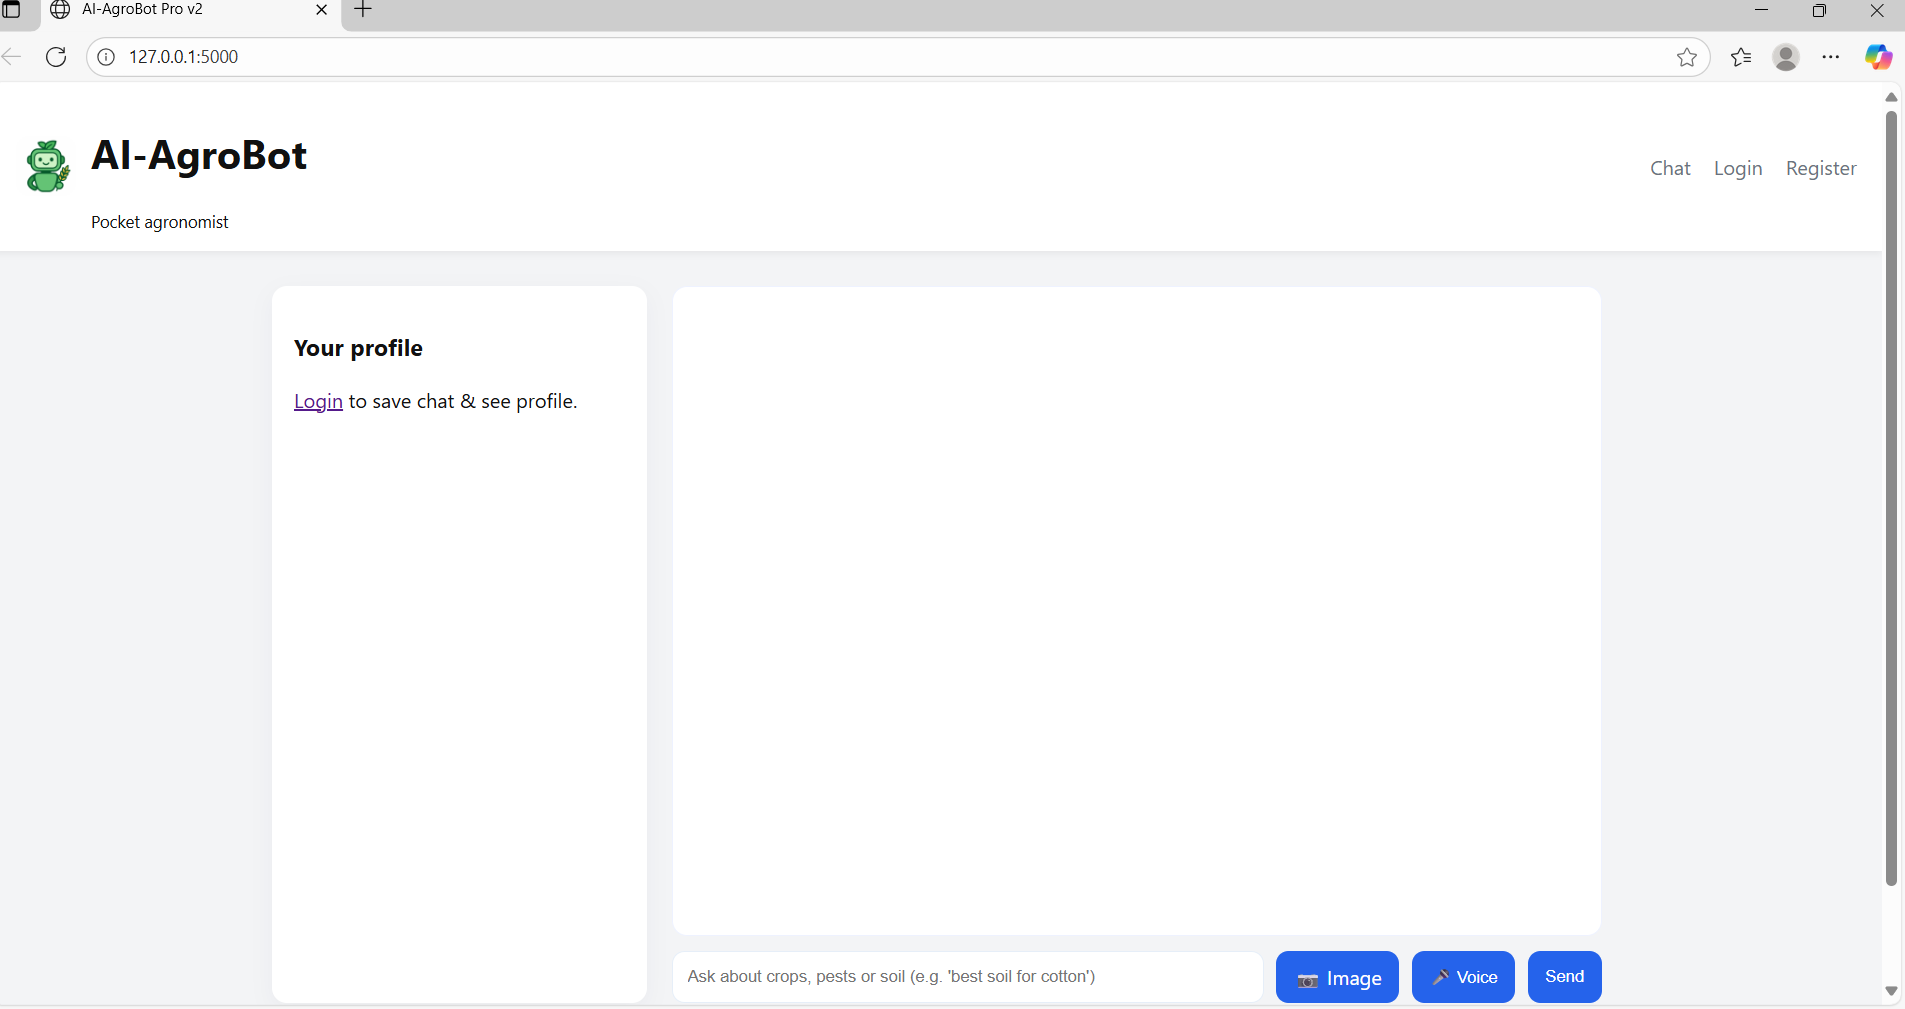 AI-AgroBot Pro v2
127.0.0.1:5000
AI-AgroBot
Pocket agronomist
Chat Login Register
Your profile
Login to save chat & see profile.
Ask about crops, pests or soil (e.g. 'best soil for cotton')
Image
Voice
Send